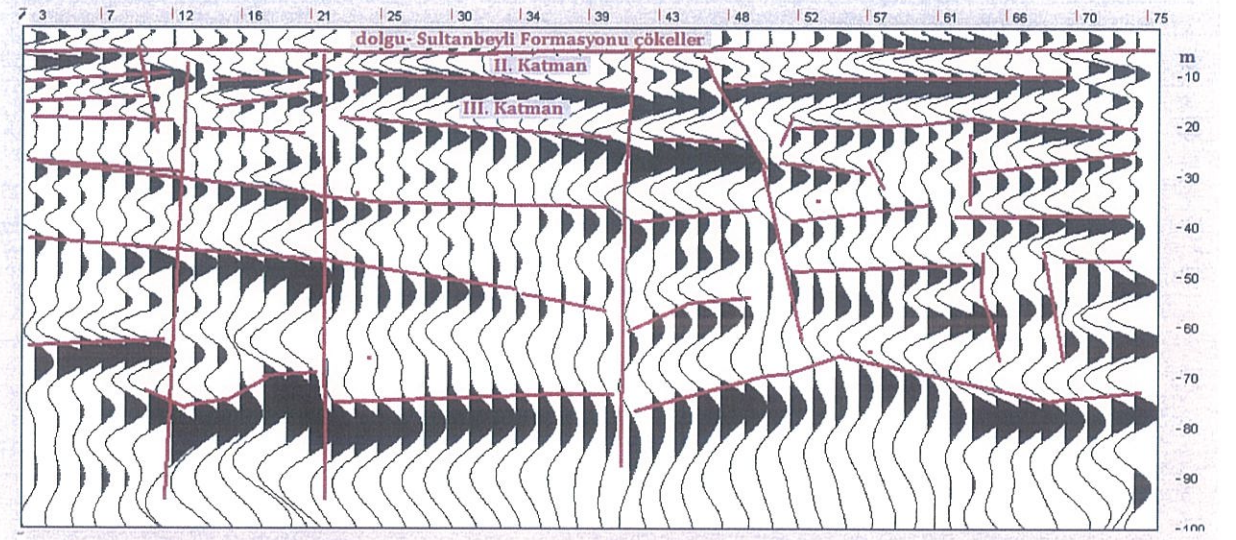 7 3 7 12 16 21 25 30 34 39 43 48 52 57 61 66 70 75
dolgu- Sultanbeyli Formasyonu çökeller
m
II. Katman
-10
III. Katman
-20
-30
-40
-50
-60
-70
-80
-90
-100